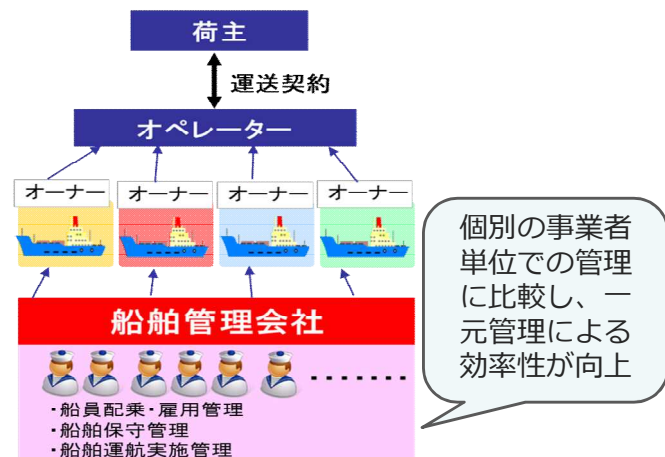 荷主
運送契約
オペレーター
オーナー オーナー オーナー オーナー
船舶管理会社
・・・・・・・
・船員配乗・雇用管理
・船舶保守管理
・船舶運航実施管理
個別の事業者
単位での管理
に比較し、一
元管理による
効率性が向上